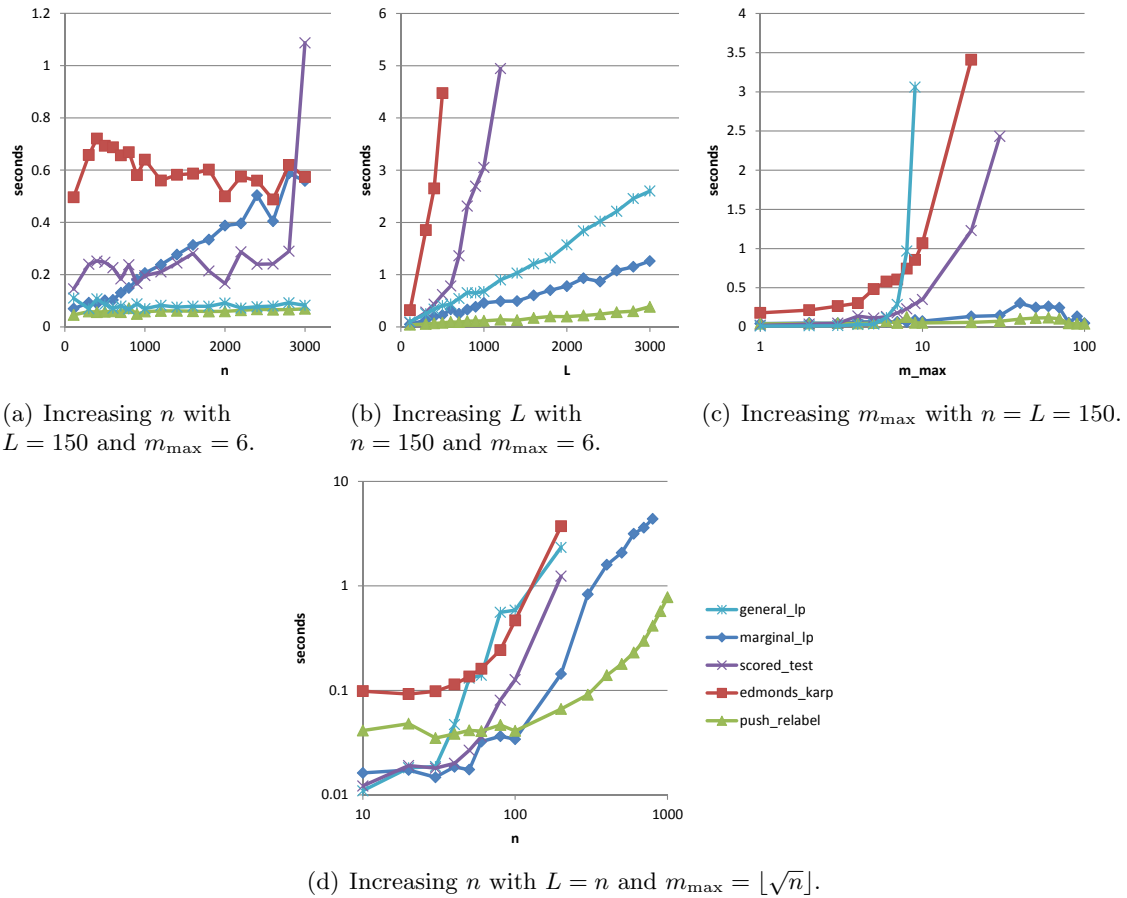 1.2
1
0.8
0.6
0.4
0.2
0
seconds
0 1000 2000 3000
n
6
5
4
3
2
1
0
seconds
0 1000 2000 3000
L
4
3.5
3
2.5
2
1.5
1
0.5
0
seconds
1 10 100
m_max
(a) Increasing n with
L = 150 and m_max = 6.
(b) Increasing L with
n = 150 and m_max = 6.
(c) Increasing m_max with n = L = 150.
10
1
0.1
0.01
seconds
10 100 1000
n
general_lp
marginal_lp
scored_test
edmonds_karp
push_relabel
(d) Increasing n with L = n and m_max = ⌊√n⌋.